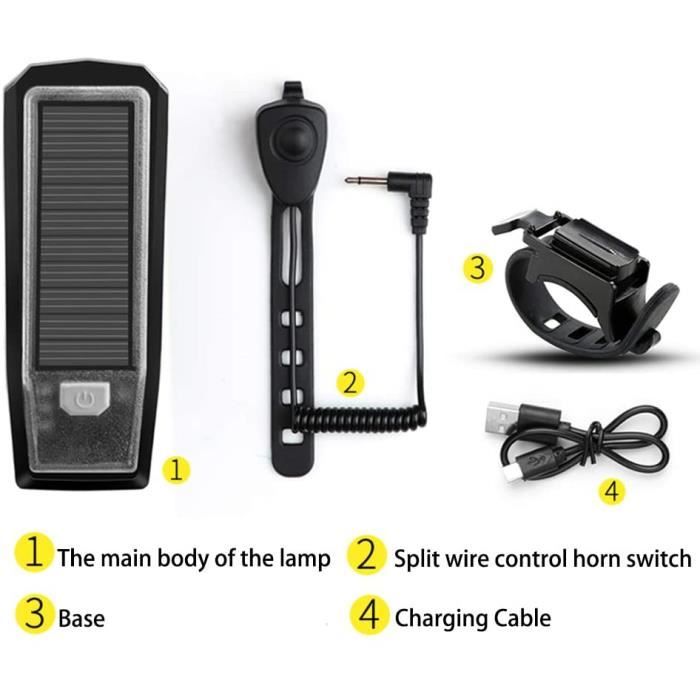 1
2
3
4
1 The main body of the lamp 2 Split wire control horn switch
3 Base 4 Charging Cable